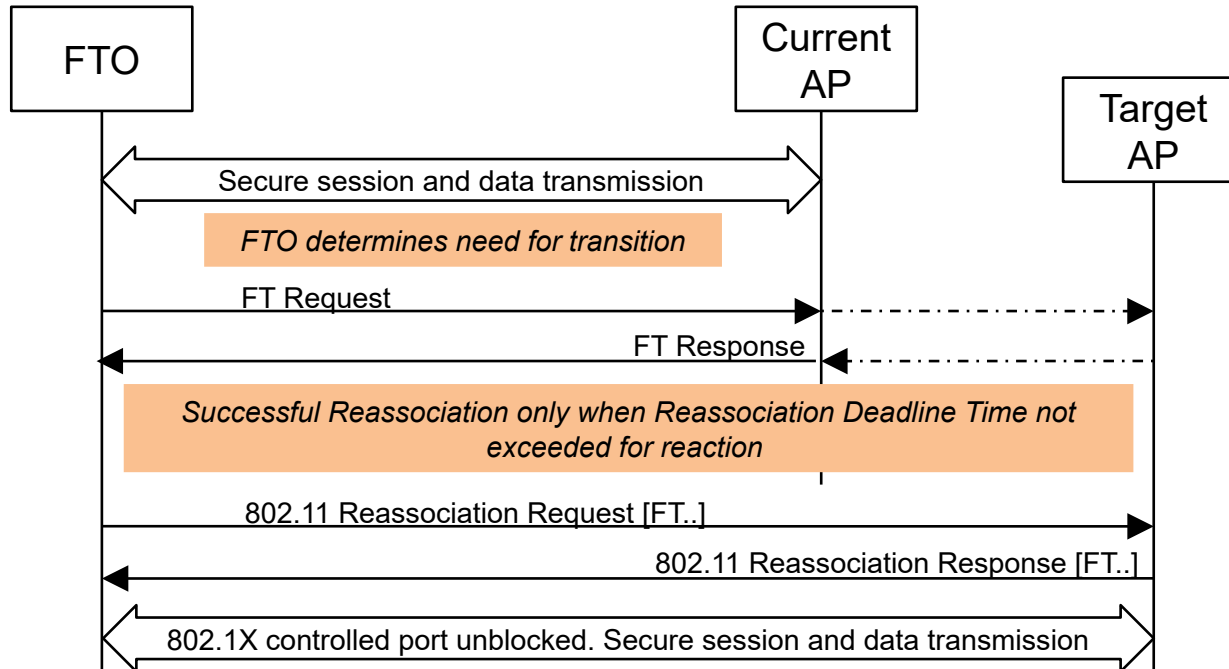 FTO
Current
AP
Target
AP
Secure session and data transmission
FTO determines need for transition
FT Request
FT Response
Successful Reassociation only when Reassociation Deadline Time not
exceeded for reaction
802.11 Reassociation Request [FT..]
802.11 Reassociation Response [FT..]
802.1X controlled port unblocked. Secure session and data transmission